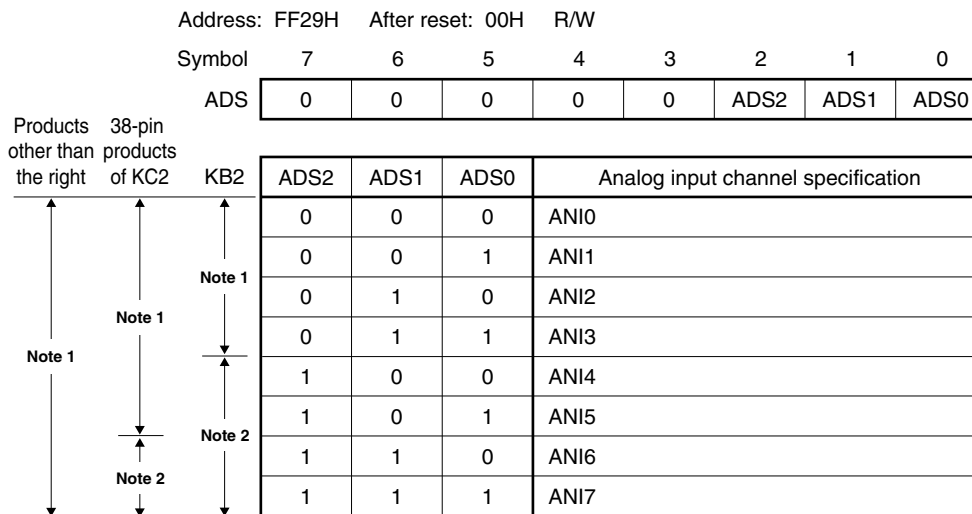 Address: FF29H After reset: 00H R/W
Symbol 7 6 5 4 3 2 1 0
ADS 0 0 0 0 0 ADS2 ADS1 ADS0
Products other than the right
38-pin products of KC2
KB2
ADS2 ADS1 ADS0 Analog input channel specification
0 0 0 ANI0
0 0 1 ANI1
Note 1
0 1 0 ANI2
Note 1
0 1 1 ANI3
Note 1
1 0 0 ANI4
1 0 1 ANI5
Note 2
1 1 0 ANI6
Note 2
1 1 1 ANI7